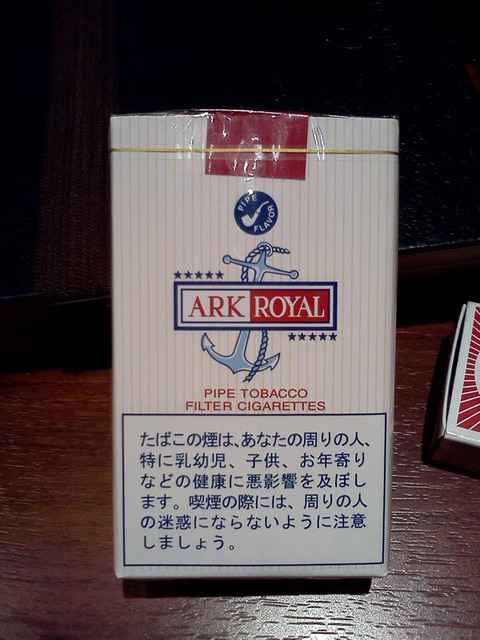 PIPE
FLAVOR
ARK ROYAL
PIPE TOBACCO
FILTER CIGARETTES
たばこの煙は、あなたの周りの人、
特に乳幼児、子供、お年寄り
などの健康に悪影響を及ぼし
ます。喫煙の際には、周りの人
の迷惑にならないように注意
しましょう。